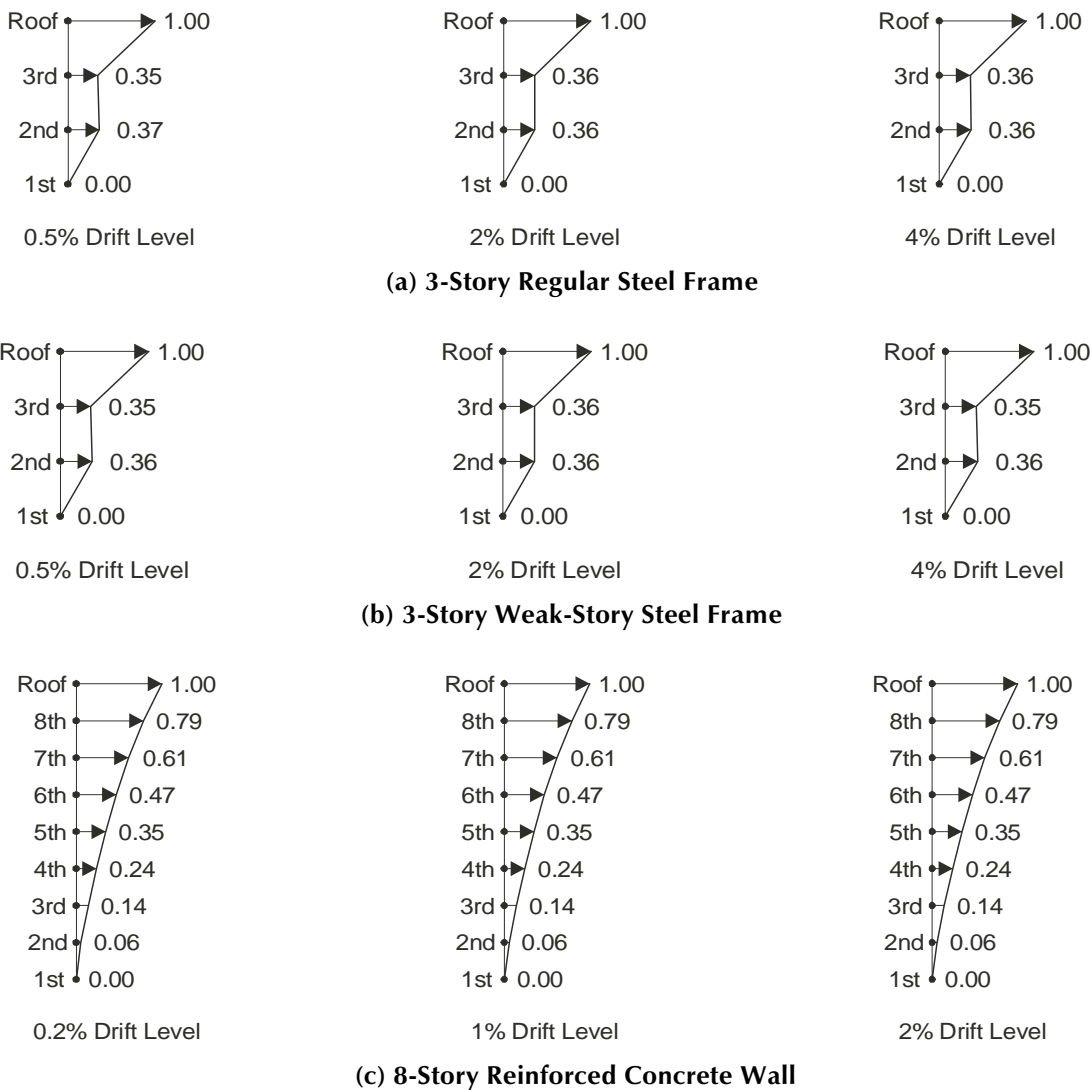 Roof 1.00 Roof 1.00 Roof 1.00
3rd 0.35 3rd 0.36 3rd 0.36
2nd 0.37 2nd 0.36 2nd 0.36
1st 0.00 1st 0.00 1st 0.00
0.5% Drift Level 2% Drift Level 4% Drift Level
(a) 3-Story Regular Steel Frame
Roof 1.00 Roof 1.00 Roof 1.00
3rd 0.35 3rd 0.36 3rd 0.35
2nd 0.36 2nd 0.36 2nd 0.36
1st 0.00 1st 0.00 1st 0.00
0.5% Drift Level 2% Drift Level 4% Drift Level
(b) 3-Story Weak-Story Steel Frame
Roof 1.00 Roof 1.00 Roof 1.00
8th 0.79 8th 0.79 8th 0.79
7th 0.61 7th 0.61 7th 0.61
6th 0.47 6th 0.47 6th 0.47
5th 0.35 5th 0.35 5th 0.35
4th 0.24 4th 0.24 4th 0.24
3rd 0.14 3rd 0.14 3rd 0.14
2nd 0.06 2nd 0.06 2nd 0.06
1st 0.00 1st 0.00 1st 0.00
0.2% Drift Level 1% Drift Level 2% Drift Level
(c) 8-Story Reinforced Concrete Wall